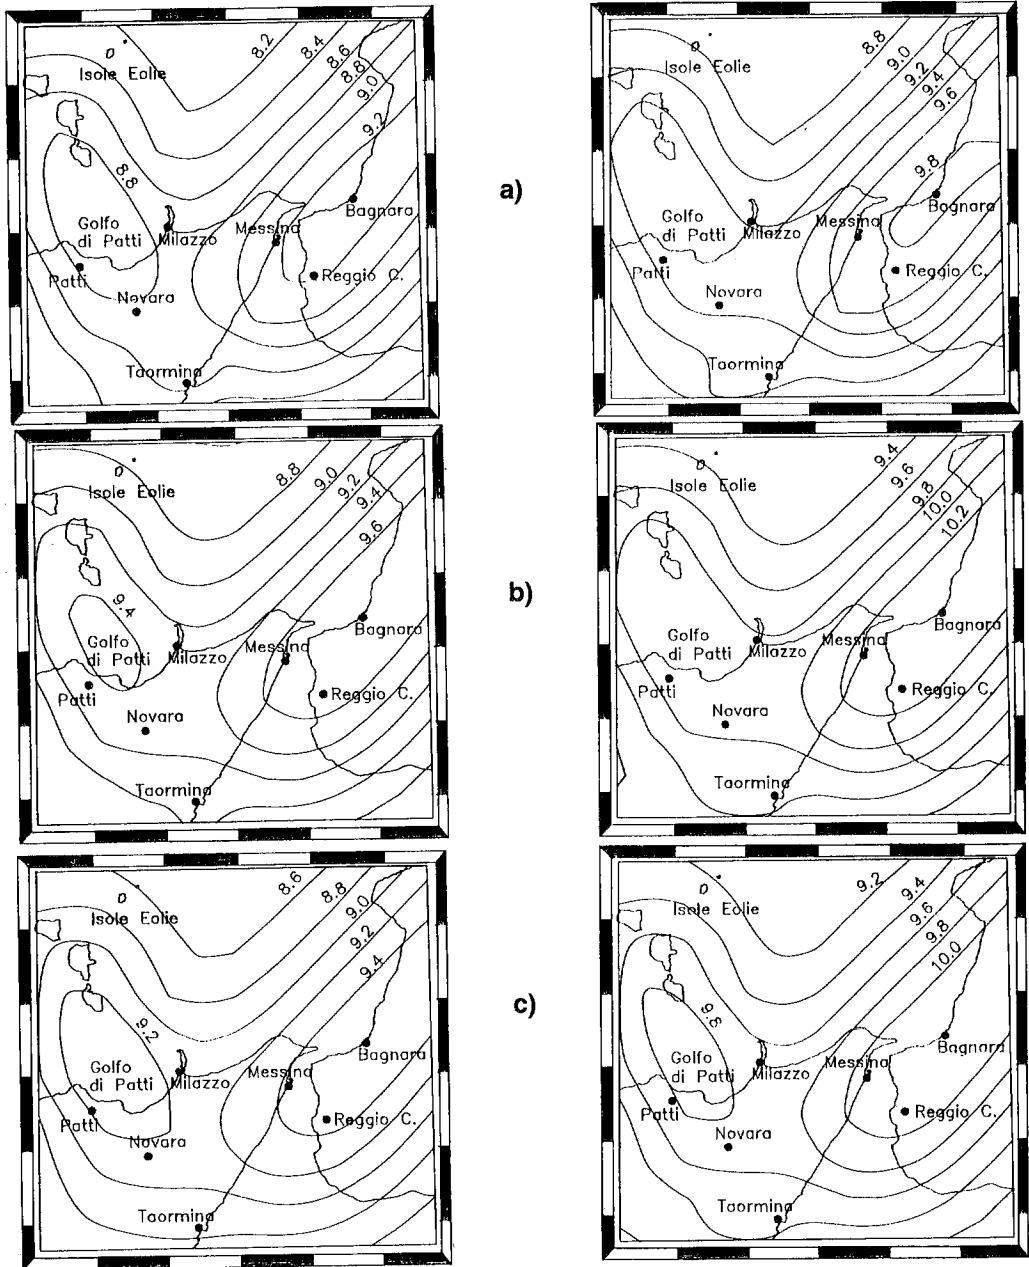 8.2
8.4
8.6
8.8
9.0
9.2
Isole Eolie
8.8
Golfo
di Patti
Milazzo
Messina
Bagnara
Patti
Reggio C.
Novara
Taormina
a)
8.8
9.0
9.2
9.4
9.6
9.8
Isole Eolie
Golfo
di Patti
Milazzo
Messina
Bagnara
Patti
Reggio C.
Novara
Taormina
8.8
9.0
9.2
9.4
9.6
Isole Eolie
9.4
Golfo
di Patti
Milazzo
Messina
Bagnara
Patti
Reggio C.
Novara
Taormina
b)
9.4
9.6
9.8
10.0
10.2
Isole Eolie
Golfo
di Patti
Milazzo
Messina
Bagnara
Patti
Reggio C.
Novara
Taormina
8.6
8.8
9.0
9.2
9.4
Isole Eolie
9.2
Golfo
di Patti
Milazzo
Messina
Bagnara
Patti
Reggio C.
Novara
Taormina
c)
9.2
9.4
9.6
9.8
10.0
Isole Eolie
9.8
Golfo
di Patti
Milazzo
Messina
Bagnara
Patti
Reggio C.
Novara
Taormina